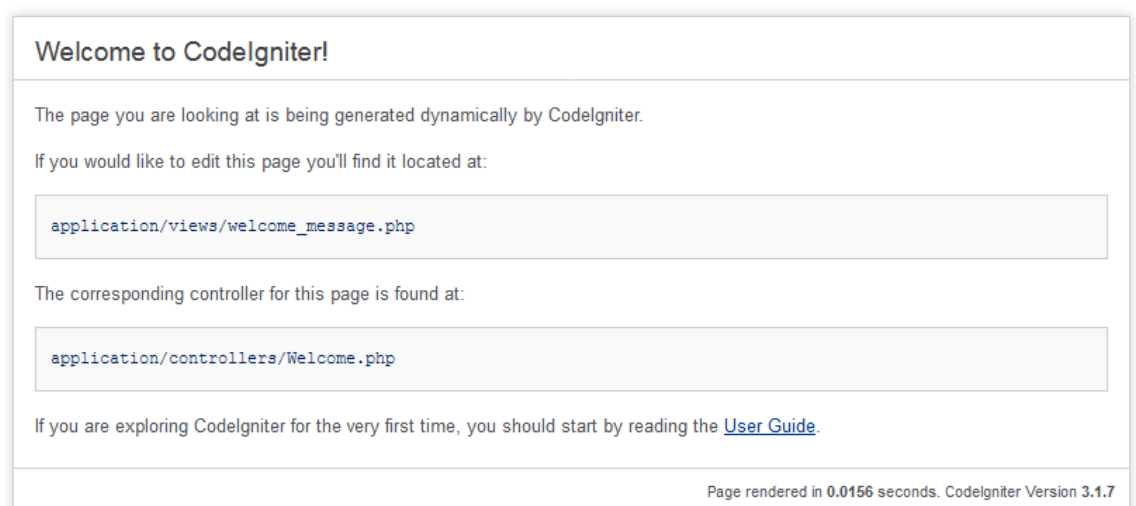 Welcome to CodeIgniter!
The page you are looking at is being generated dynamically by CodeIgniter.
If you would like to edit this page you'll find it located at:
application/views/welcome_message.php
The corresponding controller for this page is found at:
application/controllers/Welcome.php
If you are exploring CodeIgniter for the very first time, you should start by reading the User Guide.
Page rendered in 0.0156 seconds. CodeIgniter Version 3.1.7